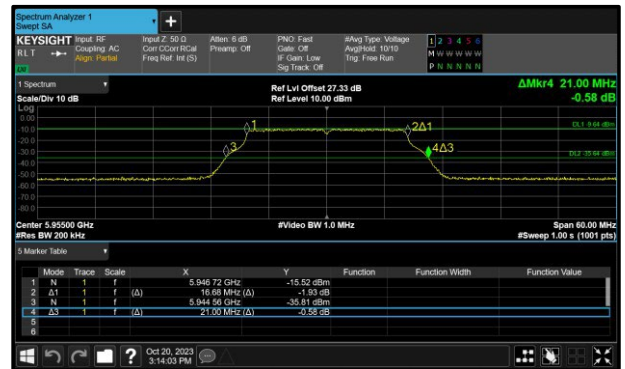 Spectrum Analyzer 1
Swept SA
+
KEYSIGHT Input: RF Input Z: 50 Ω Atten: 6 dB PNO: Fast #Avg Type: Voltage 1 2 3 4 5 6
RLT Coupling: AC Corr CCorr RCal Preamp: Off Gate: Off Avg|Hold: 10/10 M W W W W W
Align: Partial Freq Ref: Int (S) IF Gain: Low Trig: Free Run
Sig Track: Off P N N N N N
1 Spectrum Ref Lvl Offset 27.33 dB ΔMkr4 21.00 MHz
Scale/Div 10 dB Ref Level 10.00 dBm -0.58 dB
Log
0.00
-10.0
-20.0
-30.0
-40.0
-50.0
-60.0
-70.0
-80.0
1
2Δ1
DL1 -9.64 dBm
3
4Δ3
DL2 -35.64 dBm
Center 5.95500 GHz #Video BW 1.0 MHz Span 60.00 MHz
#Res BW 200 kHz #Sweep 1.00 s (1001 pts)
5 Marker Table
Mode Trace Scale X Y Function Function Width Function Value
1 N 1 f 5.946 72 GHz -15.52 dBm
2 Δ1 1 f (Δ) 16.68 MHz (Δ) -1.93 dB
3 N 1 f 5.944 56 GHz -35.81 dBm
4 Δ3 1 f (Δ) 21.00 MHz (Δ) -0.58 dB
5
6
? Oct 20, 2023
3:14:03 PM